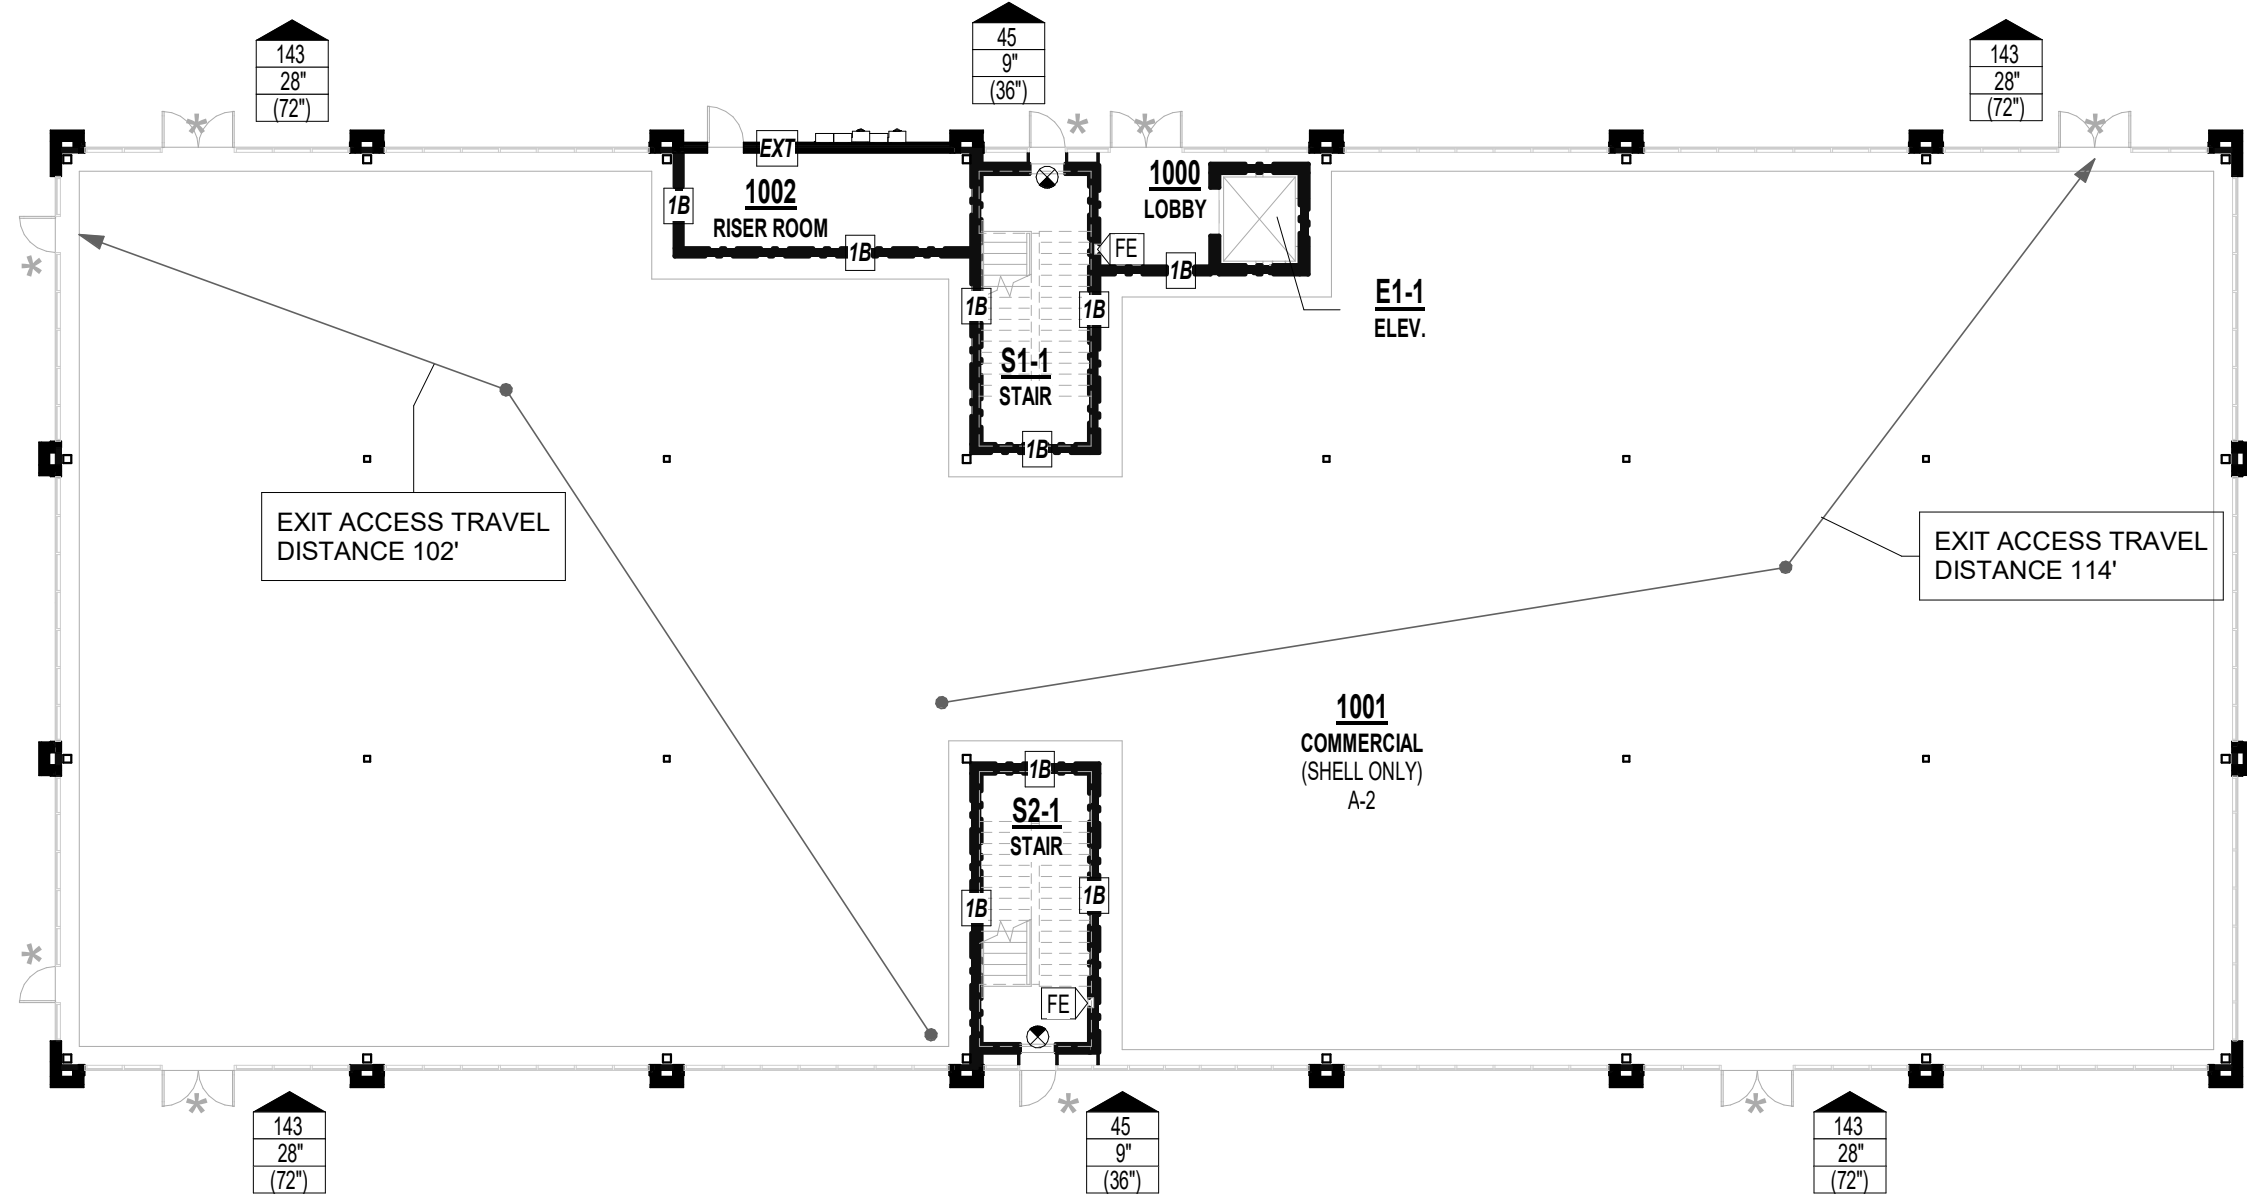 143
28"
(72")
45
9"
(36")
143
28"
(72")
*
*
*
*
EXT
1002
RISER ROOM
1B
1B
1000
LOBBY
FE
1B
*
1B
1B
E1-1
ELEV.
S1-1
STAIR
1B
EXIT ACCESS TRAVEL
DISTANCE 102'
EXIT ACCESS TRAVEL
DISTANCE 114'
1001
COMMERCIAL
(SHELL ONLY)
A-2
1B
S2-1
STAIR
1B
1B
*
FE
*
*
*
143
28"
(72")
45
9"
(36")
143
28"
(72")